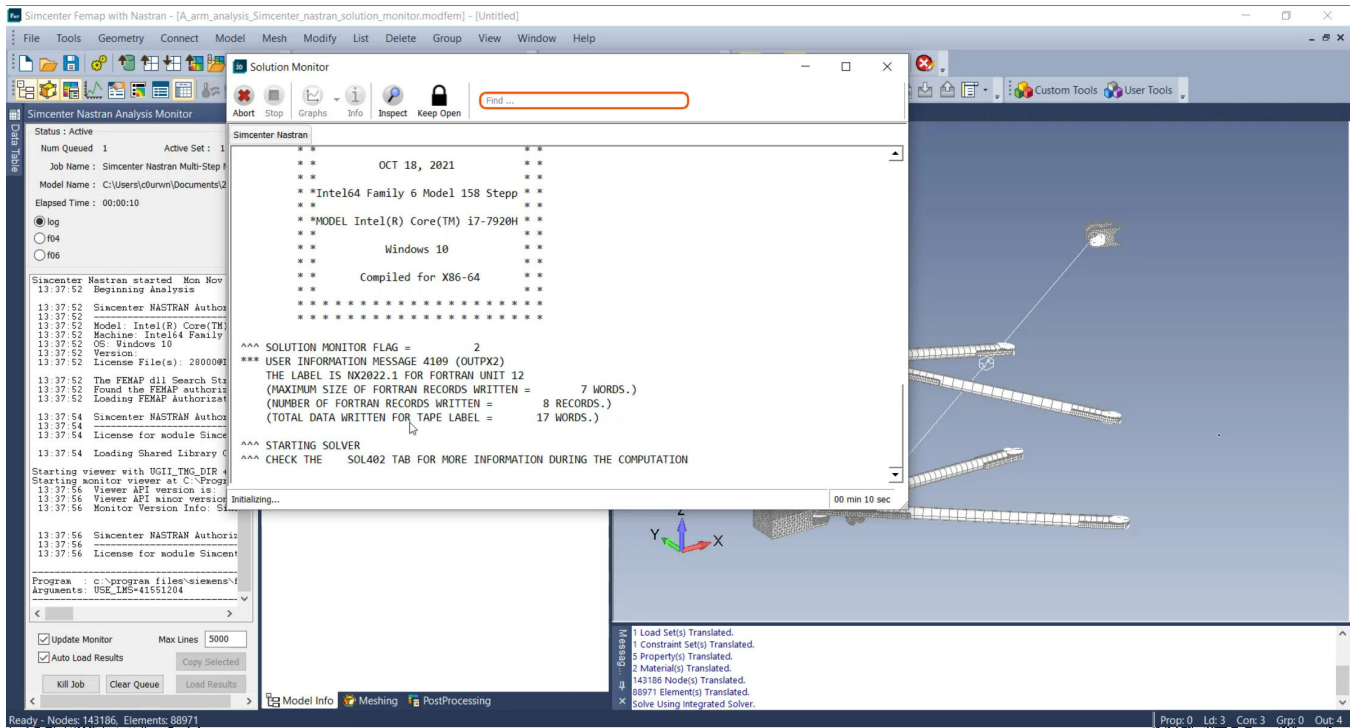 Simcenter Femap with Nastran - [A_arm_analysis_Simcenter_nastran_solution_monitor.modfem] - [Untitled]
File Tools Geometry Connect Model Mesh Modify List Delete Group View Window Help
Custom Tools User Tools
Data Table
Simcenter Nastran Analysis Monitor
Status : Active
Num Queued 1 Active Set : 1
Job Name : Simcenter Nastran Multi-Step
Model Name : C:\Users\c0urwn\Documents\2
Elapsed Time : 00:00:10
log
f04
f06
Simcenter Nastran started Mon Nov
13:37:52 Beginning Analysis
13:37:52 Simcenter NASTRAN Author
13:37:52
13:37:52 Model: Intel(R) Core(TM)
13:37:52 Machine: Intel64 Family
13:37:52 OS: Windows 10
13:37:52 Version:
13:37:52 License File(s): 28000@
13:37:52 The FEMAP dll Search Str
13:37:52 Found the FEMAP authoriz
13:37:52 Loading FEMAP Authorizat
13:37:54 Simcenter NASTRAN Author
13:37:54
13:37:54 License for module Simce
13:37:54 Loading Shared Library
Starting viewer with UGII_TMG_DIR
Starting monitor viewer at C:\Progr
13:37:56 Viewer API version is:
13:37:56 Viewer API minor version
13:37:56 Monitor Version Info:
13:37:56 Simcenter NASTRAN Authoriz
13:37:56
13:37:56 License for module Simcent
Program : c:\program files\siemens\
Arguments: USE_LMS=41551204
Update Monitor Max Lines 5000
Auto Load Results Copy Selected
Kill Job Clear Queue Load Results
Solution Monitor
Abort Stop Graphs Info Inspect Keep Open Find ...
Simcenter Nastran
* * * *
* * OCT 18, 2021 * *
* * * *
* *Intel64 Family 6 Model 158 Stepp * *
* * * *
* *MODEL Intel(R) Core(TM) i7-7920H * *
* * * *
* * Windows 10 * *
* * * *
* * Compiled for X86-64 * *
* * * *
* * * * * * * * * * * * * * * * * * * *
* * * * * * * * * * * * * * * * * * * *
^^^ SOLUTION MONITOR FLAG = 2
*** USER INFORMATION MESSAGE 4109 (OUTPX2)
THE LABEL IS NX2022.1 FOR FORTRAN UNIT 12
(MAXIMUM SIZE OF FORTRAN RECORDS WRITTEN = 7 WORDS.)
(NUMBER OF FORTRAN RECORDS WRITTEN = 8 RECORDS.)
(TOTAL DATA WRITTEN FOR TAPE LABEL = 17 WORDS.)
^^^ STARTING SOLVER
^^^ CHECK THE SOL402 TAB FOR MORE INFORMATION DURING THE COMPUTATION
Initializing... 00 min 10 sec
Z
Y
X
Model Info Meshing PostProcessing
Messag...
1 Load Set(s) Translated.
1 Constraint Set(s) Translated.
5 Property(s) Translated.
2 Material(s) Translated.
143186 Node(s) Translated.
88971 Element(s) Translated.
Solve Using Integrated Solver.
Ready - Nodes: 143186, Elements: 88971 Prop:0 Ld:3 Con:3 Grp:0 Out:4